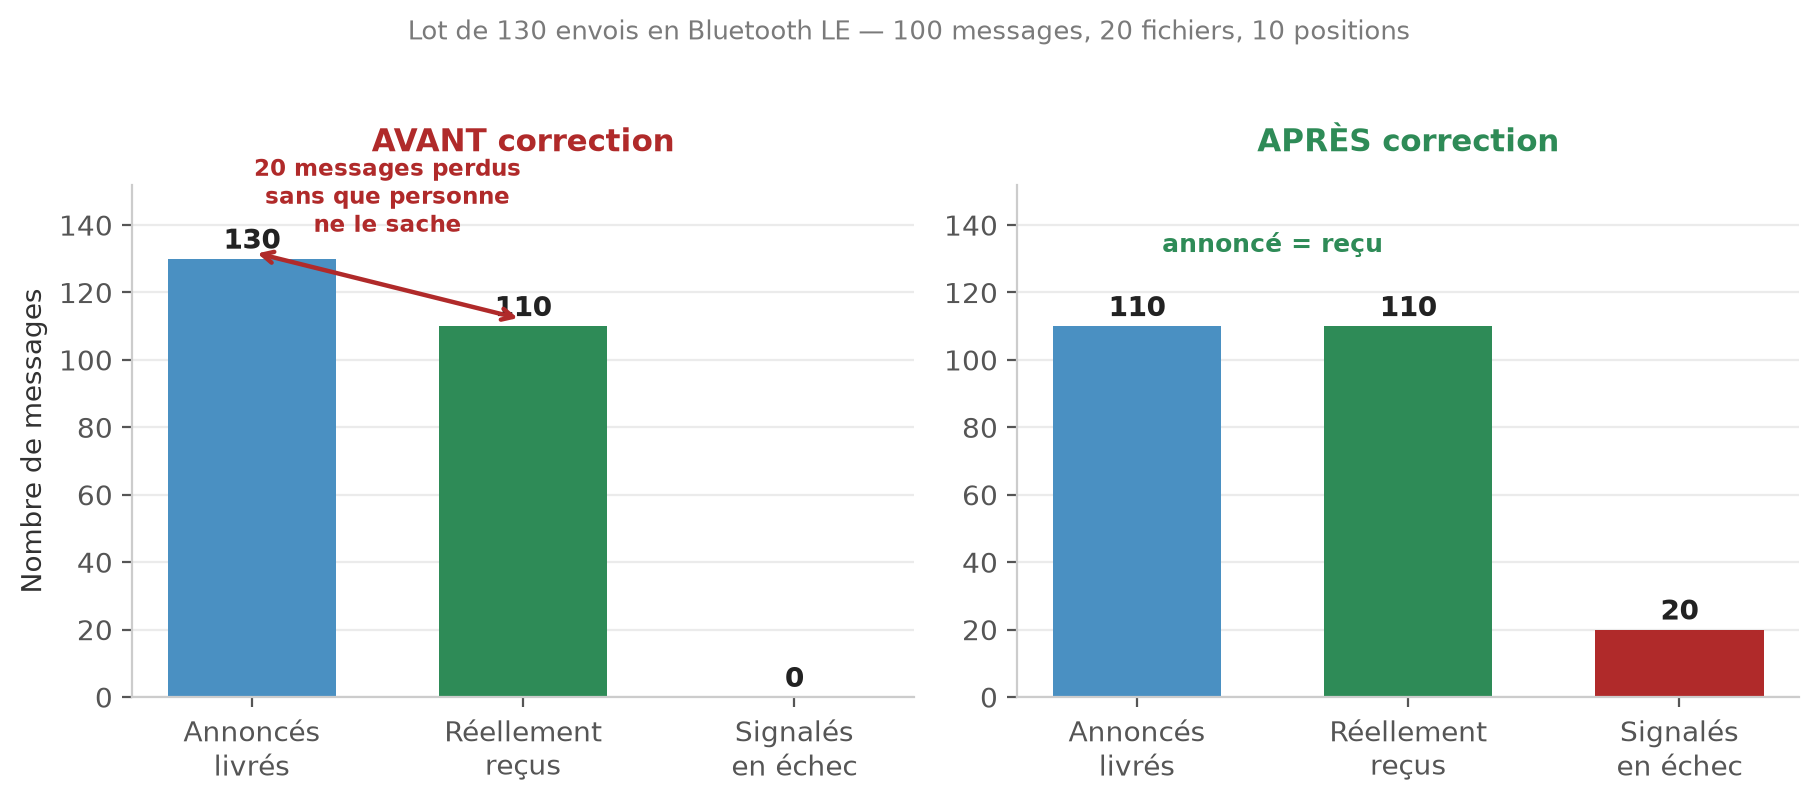 Lot de 130 envois en Bluetooth LE — 100 messages, 20 fichiers, 10 positions
AVANT correction
20 messages perdus
sans que personne
ne le sache
Nombre de messages
140
120
100
80
60
40
20
0
130
110
0
Annoncés
livrés
Réellement
reçus
Signalés
en échec
APRÈS correction
annoncé = reçu
140
120
100
80
60
40
20
0
110
110
20
Annoncés
livrés
Réellement
reçus
Signalés
en échec